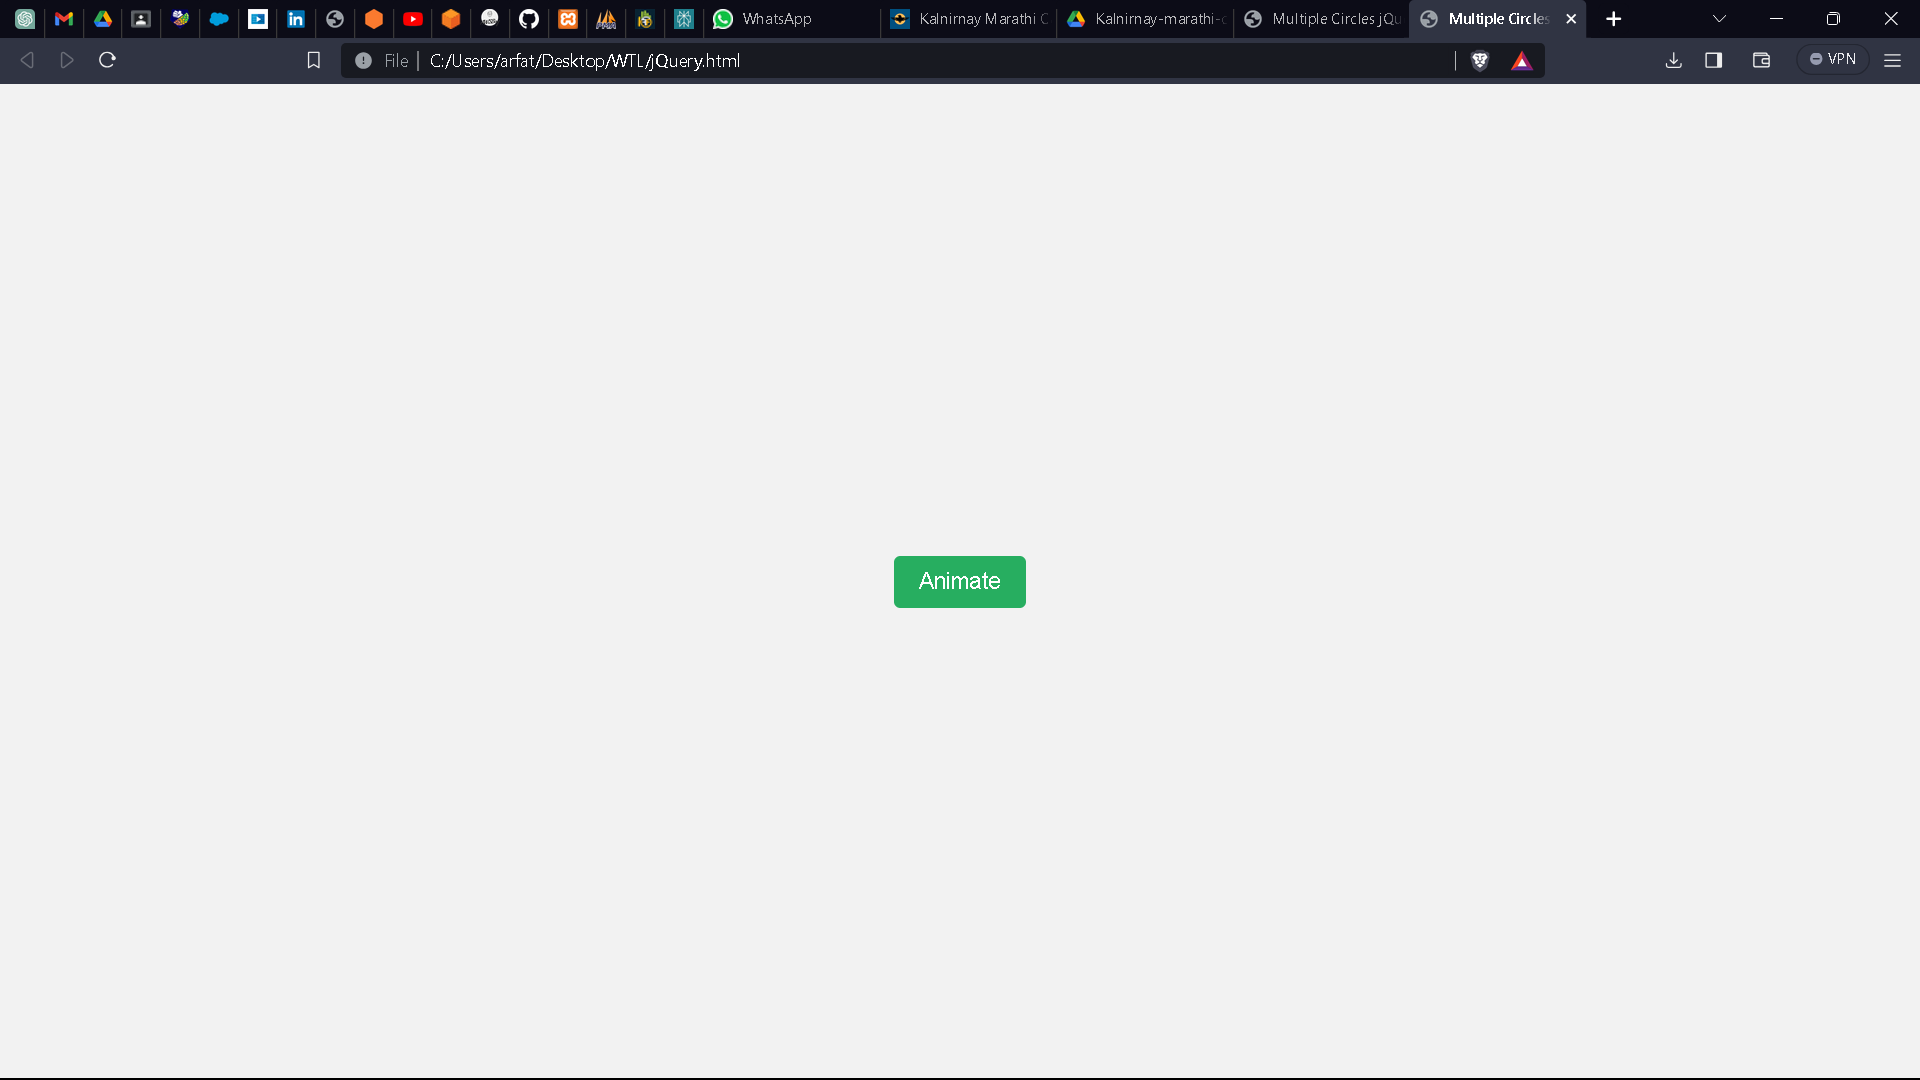 WhatsApp
Kalnirnay Marathi C
Kalnirnay-marathi-c
Multiple Circles jQu
Multiple Circles
File
C:/Users/arfat/Desktop/WTL/jQuery.html
VPN
Animate